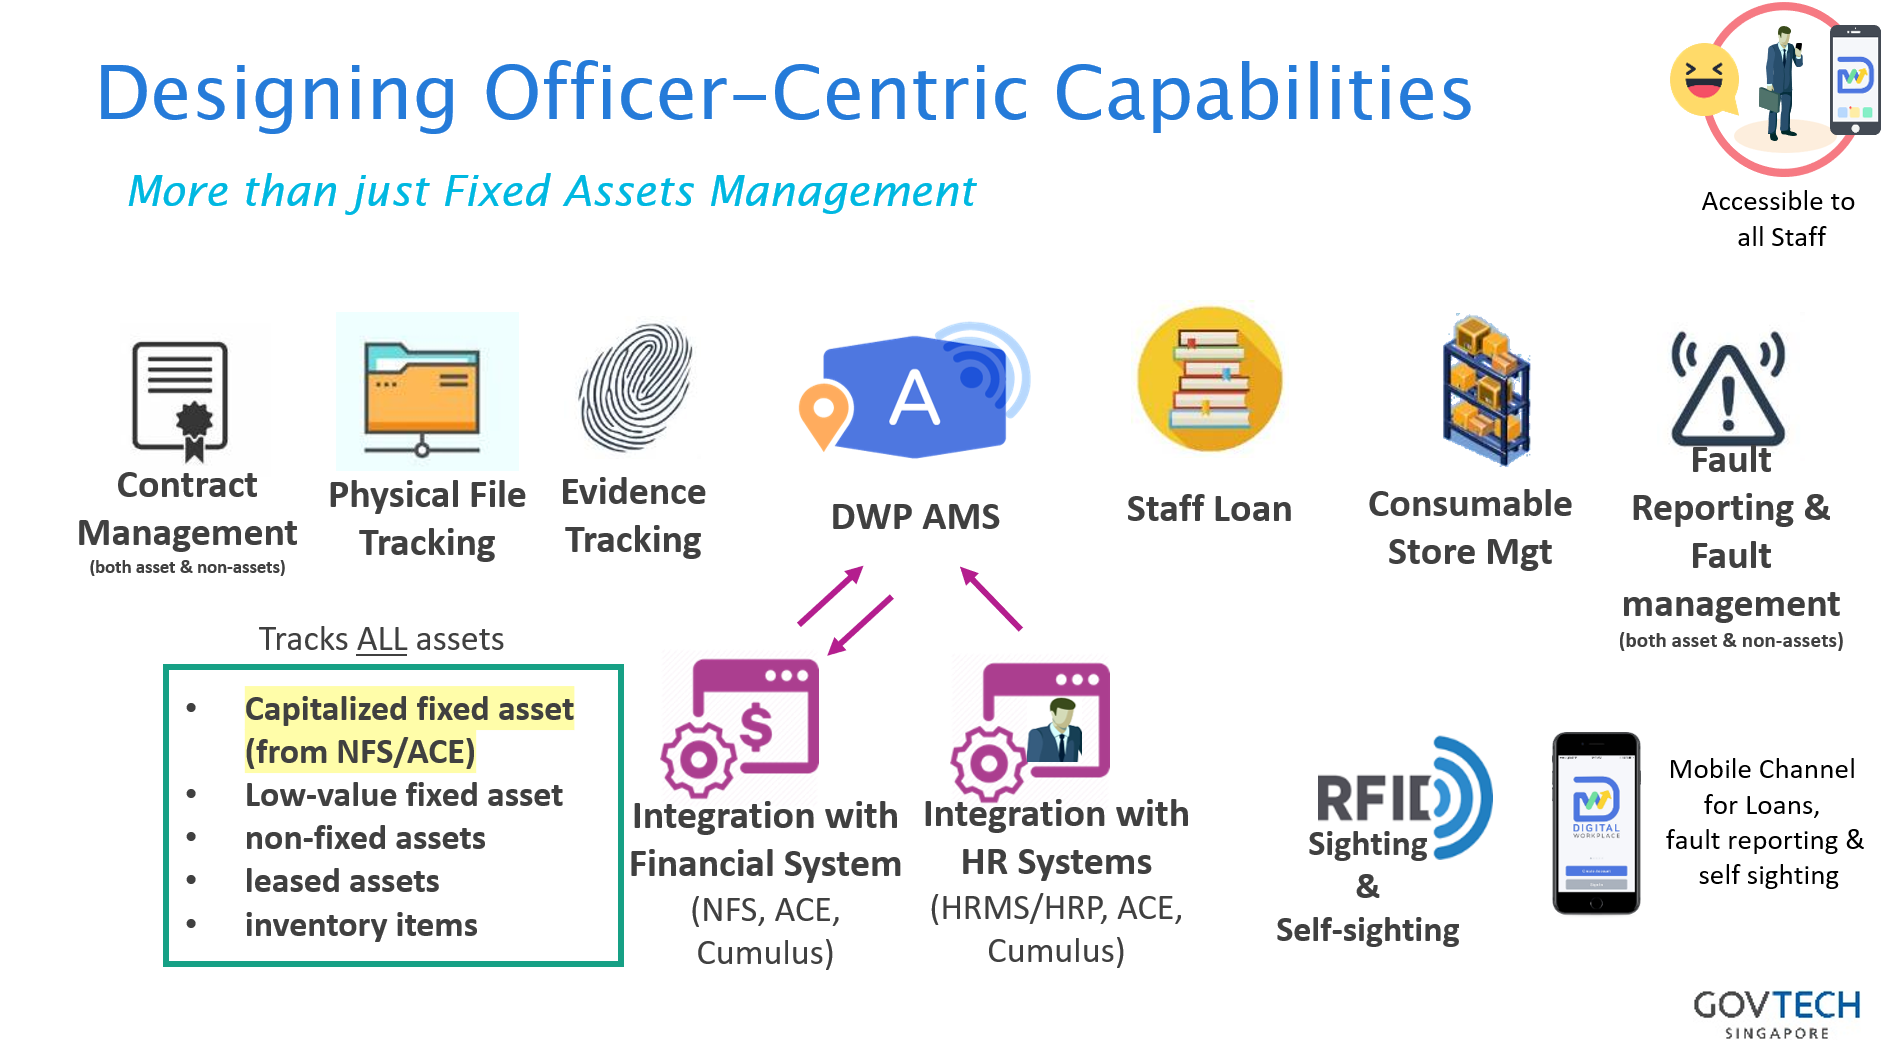 Designing Officer-Centric Capabilities
More than just Fixed Assets Management
Accessible to
all Staff
Contract
Management
(both asset & non-assets)
Physical File
Tracking
Evidence
Tracking
A
DWP AMS
Staff Loan
Consumable
Store Mgt
Fault
Reporting &
Fault
management
(both asset & non-assets)
Tracks ALL assets
• Capitalized fixed asset
(from NFS/ACE)
• Low-value fixed asset
• non-fixed assets
• leased assets
• inventory items
$
Integration with
Financial System
(NFS, ACE,
Cumulus)
Integration with
HR Systems
(HRMS/HRP, ACE,
Cumulus)
RFID
Sighting
&
Self-sighting
DIGITAL
WORKPLACE
Mobile Channel
for Loans,
fault reporting &
self sighting
GOVTECH
SINGAPORE